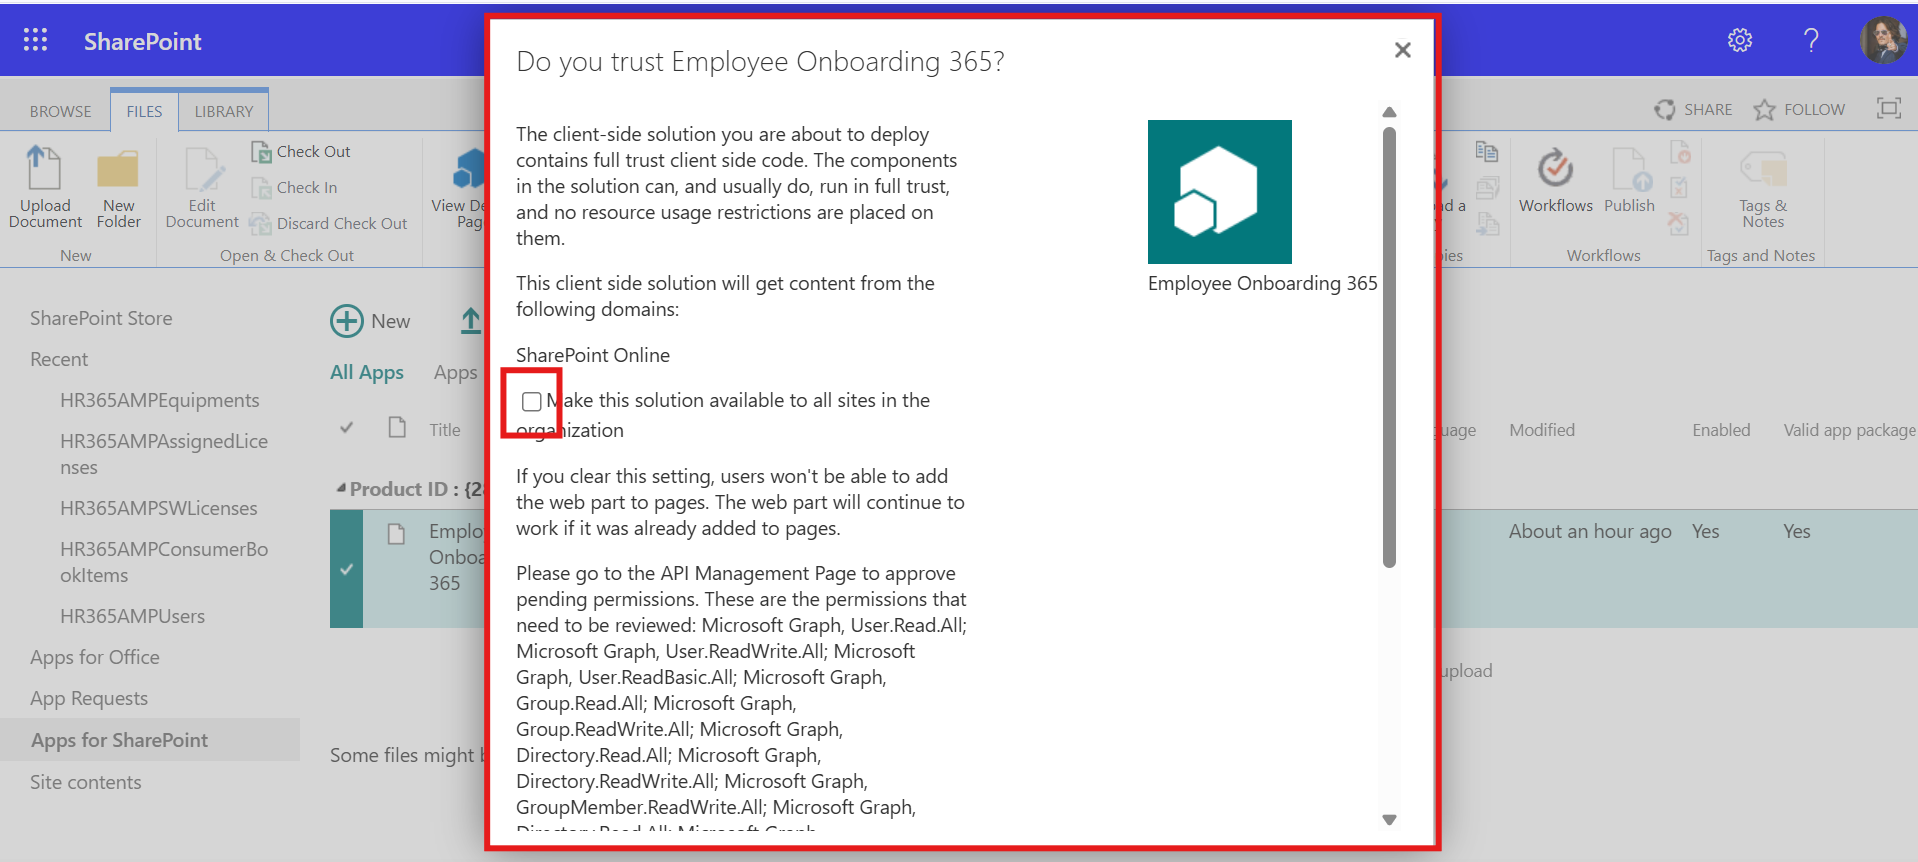 SharePoint
BROWSE
FILES
LIBRARY
SHARE
FOLLOW
Upload Document
New Folder
New
Edit Document
Check Out
Check In
Discard Check Out
Open & Check Out
View De
Pag
d a
ies
Workflows
Publish
Workflows
Tags & Notes
Tags and Notes
SharePoint Store
Recent
HR365AMPEquipments
HR365AMPAssignedLice
nses
HR365AMPSWLicenses
HR365AMPConsumerBo
okItems
HR365AMPUsers
Apps for Office
App Requests
Apps for SharePoint
Site contents
New
All Apps
Apps
Title
Product ID : {2
Emplo
Onboa
365
Some files might b
Do you trust Employee Onboarding 365?
The client-side solution you are about to deploy
contains full trust client side code. The components
in the solution can, and usually do, run in full trust,
and no resource usage restrictions are placed on
them.
This client side solution will get content from the
following domains:
SharePoint Online
Make this solution available to all sites in the
organization
If you clear this setting, users won't be able to add
the web part to pages. The web part will continue to
work if it was already added to pages.
Please go to the API Management Page to approve
pending permissions. These are the permissions that
need to be reviewed: Microsoft Graph, User.Read.All;
Microsoft Graph, User.ReadWrite.All; Microsoft
Graph, User.ReadBasic.All; Microsoft Graph,
Group.Read.All; Microsoft Graph,
Group.ReadWrite.All; Microsoft Graph,
Directory.Read.All; Microsoft Graph,
Directory.ReadWrite.All; Microsoft Graph,
GroupMember.ReadWrite.All; Microsoft Graph,
Directory.Read.All; Microsoft Graph,
Employee Onboarding 365
uage
Modified
Enabled
Valid app package
About an hour ago
Yes
Yes
upload